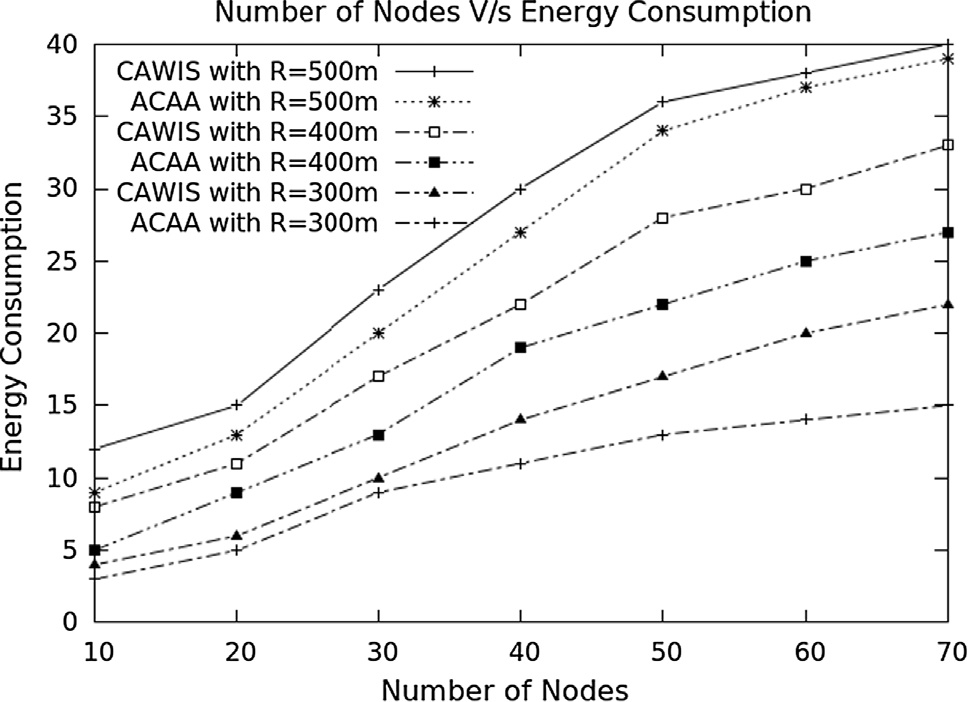 Number of Nodes V/s Energy Consumption
40
35
30
25
20
15
10
5
0
Energy Consumption
CAWIS with R=500m
ACAA with R=500m
CAWIS with R=400m
ACAA with R=400m
CAWIS with R=300m
ACAA with R=300m
10 20 30 40 50 60 70
Number of Nodes